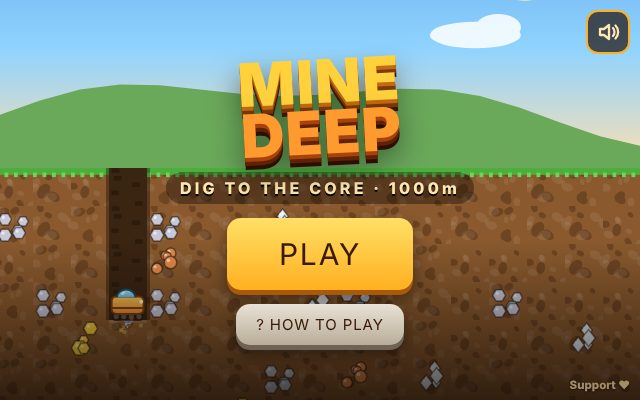 MINE
DEEP
DIG TO THE CORE · 1000m
PLAY
? HOW TO PLAY
Support ♥